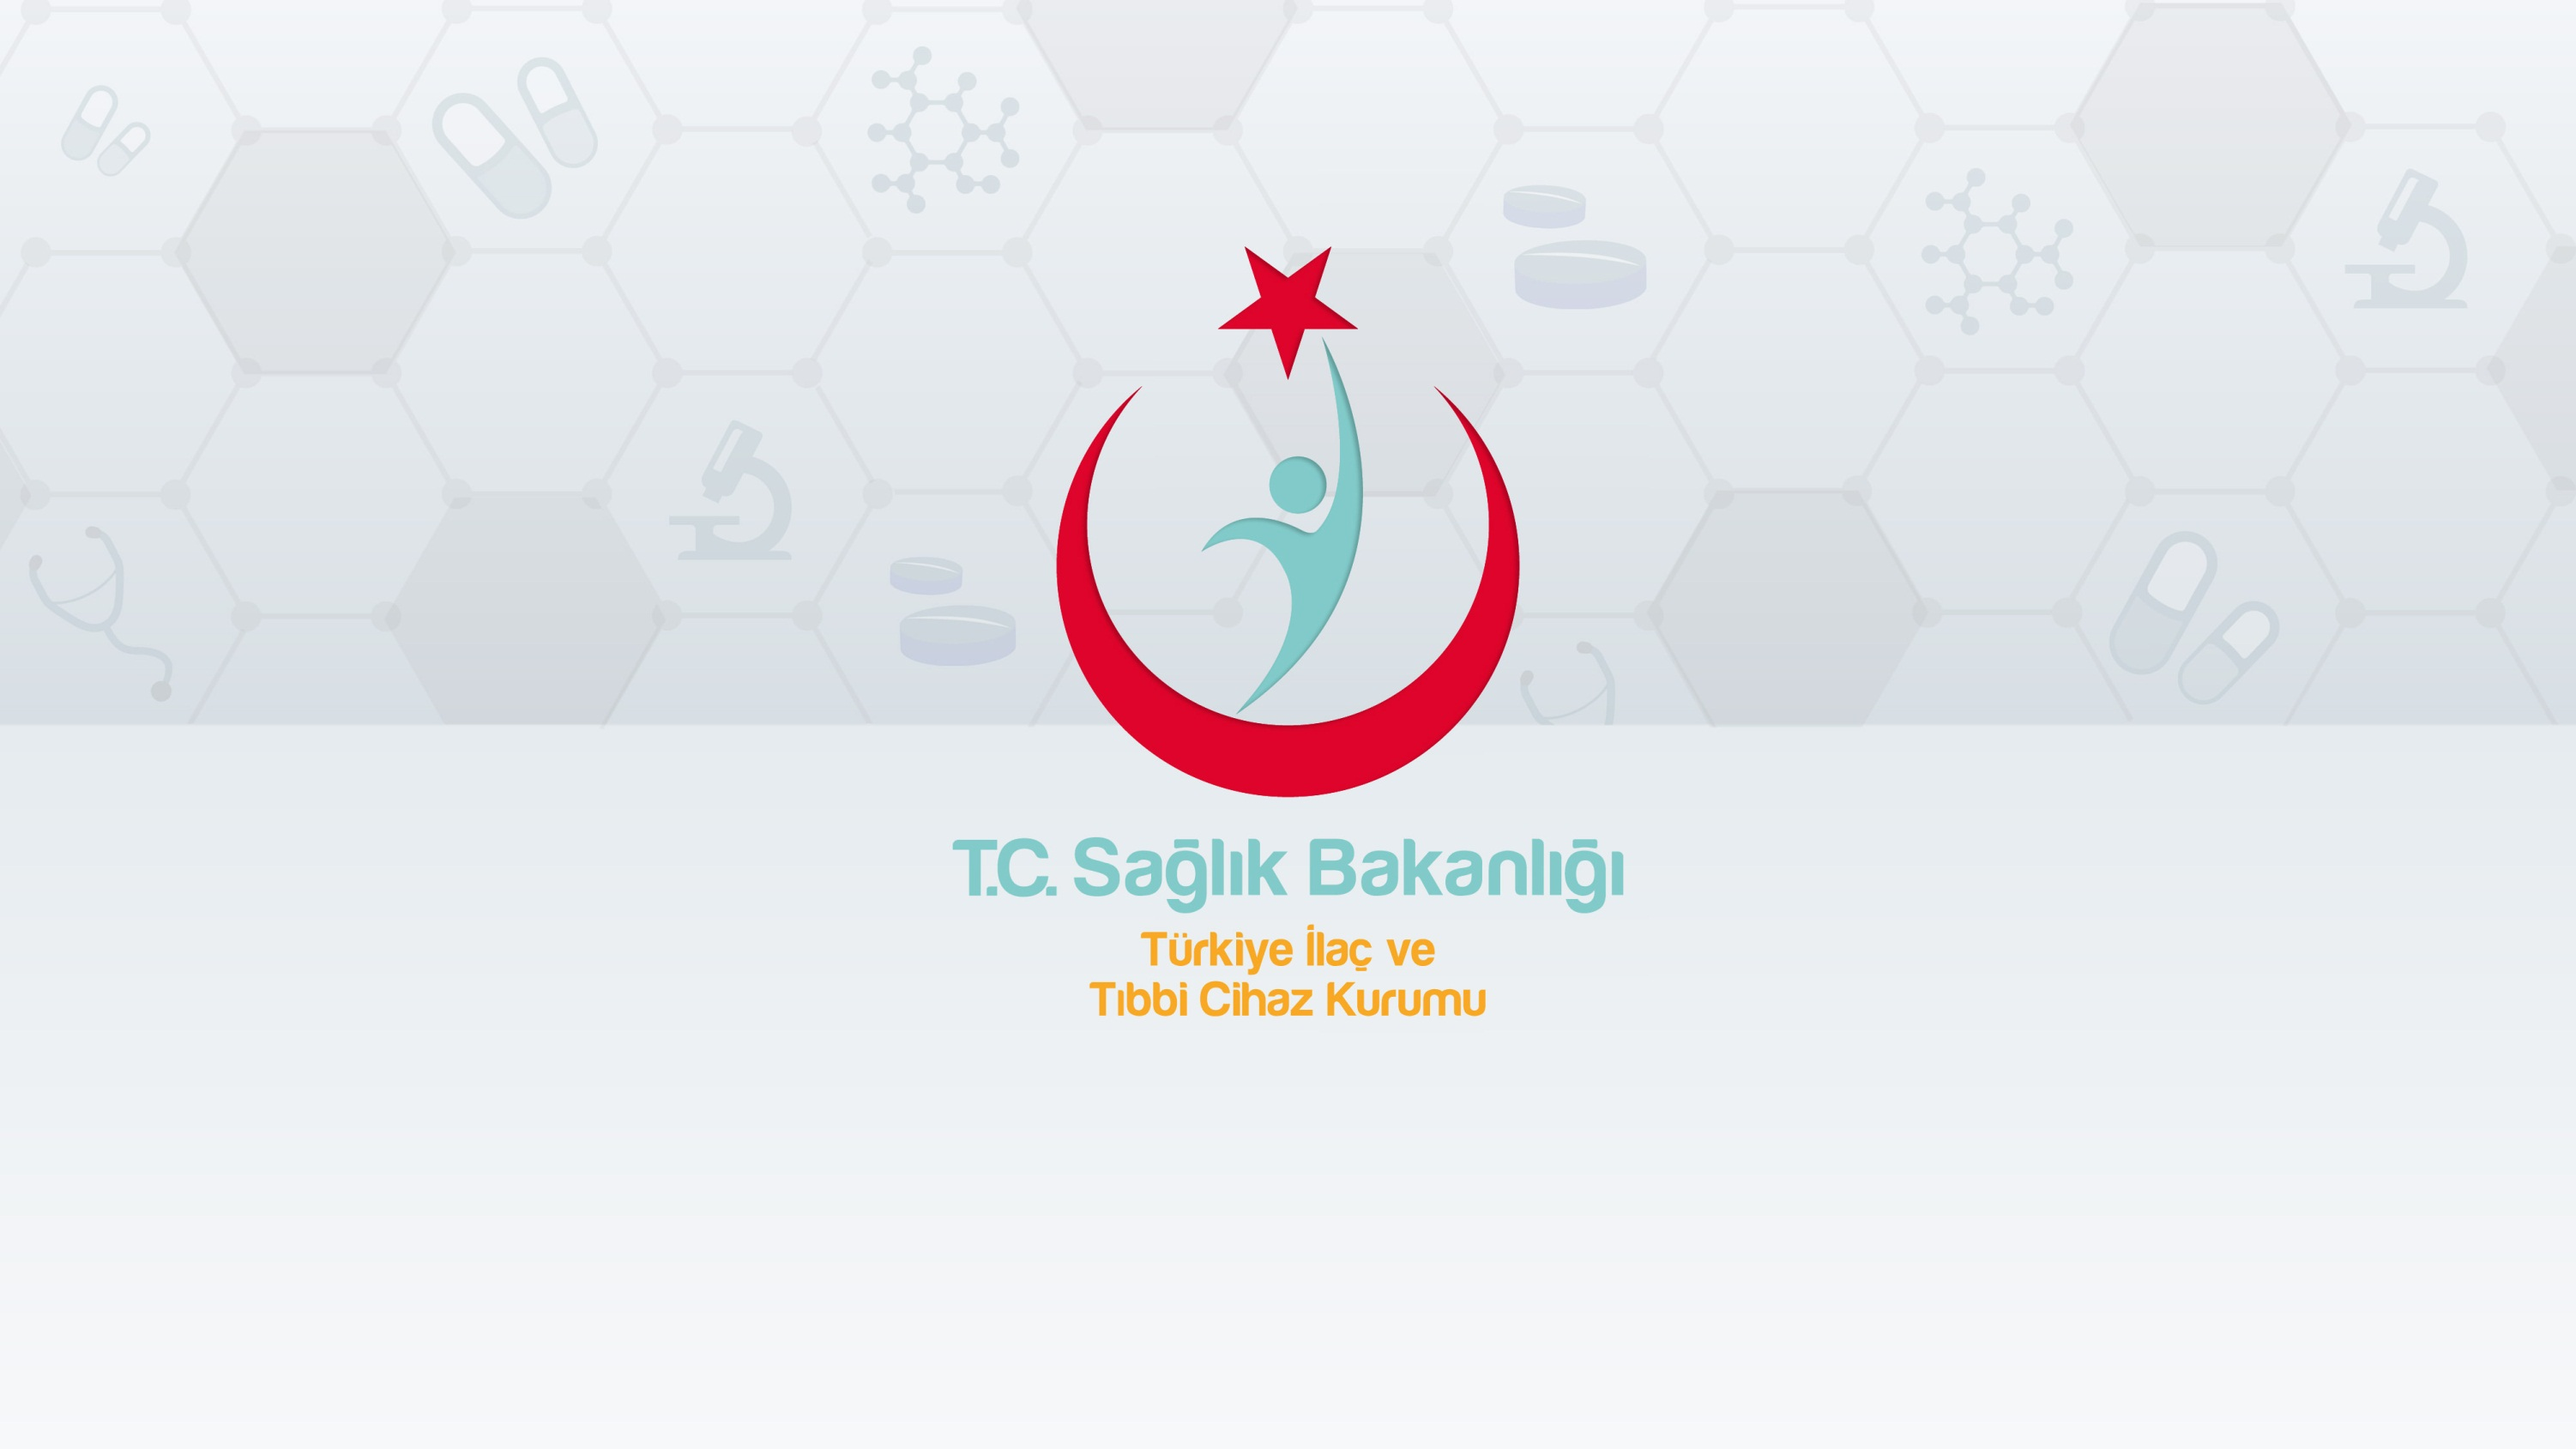 T.C. Sağlık Bakanlığı
Türkiye İlaç ve
Tıbbi Cihaz Kurumu